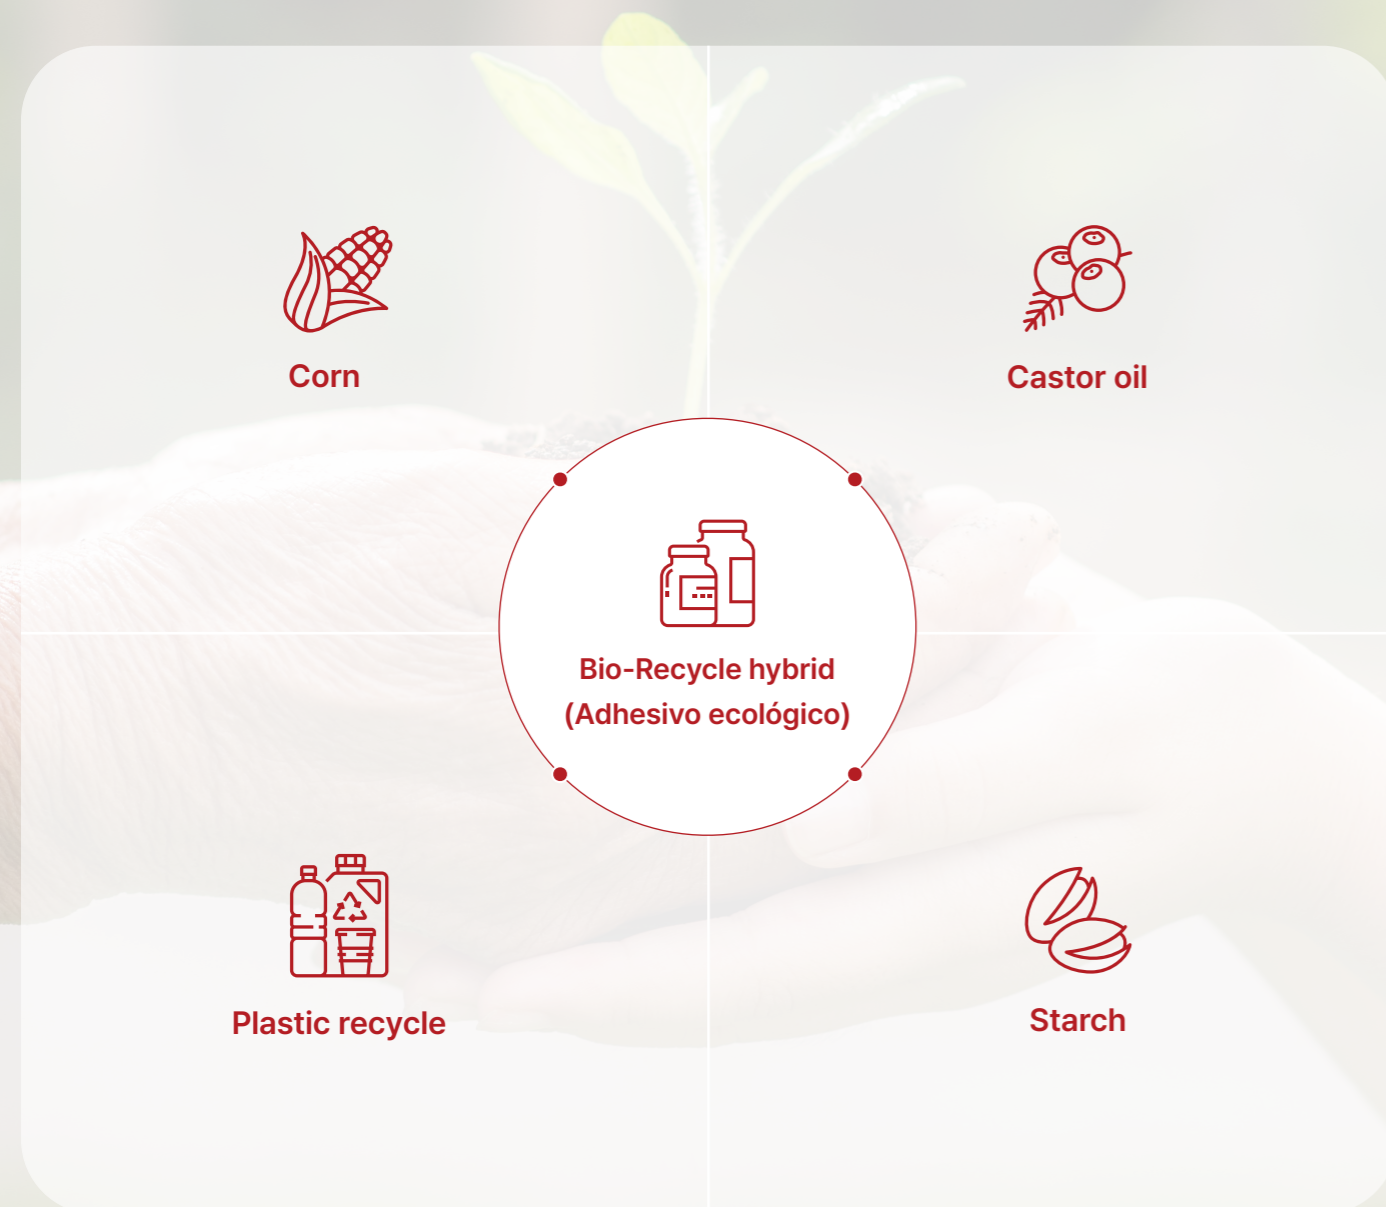 Corn
Castor oil
Bio-Recycle hybrid
(Adhesivo ecológico)
Plastic recycle
Starch